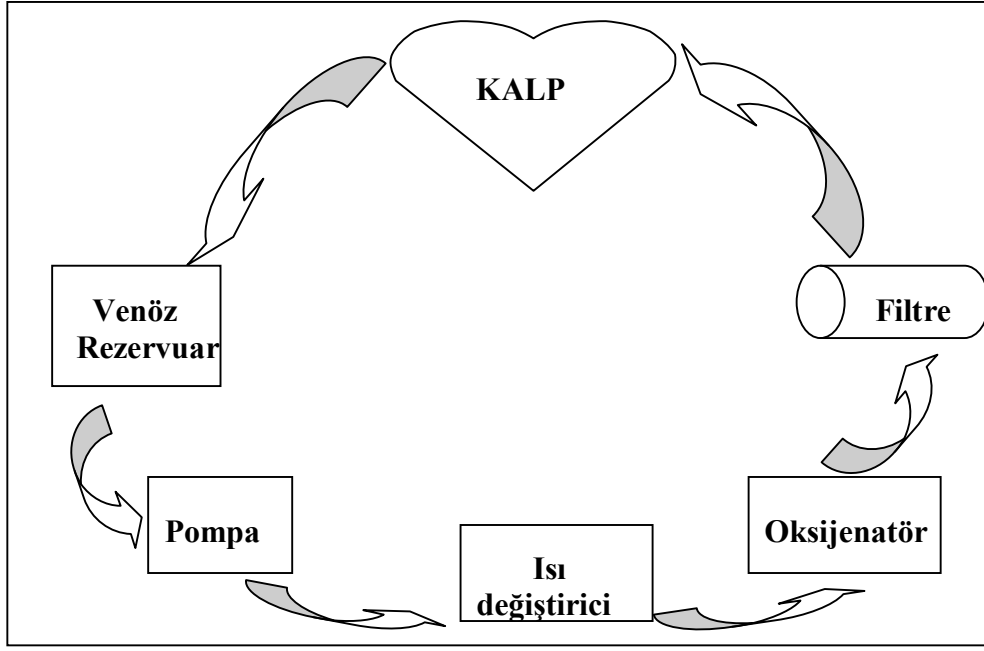 KALP
Venöz
Rezervuar
Filtre
Pompa
Oksijenatör
Isı
değiştirici